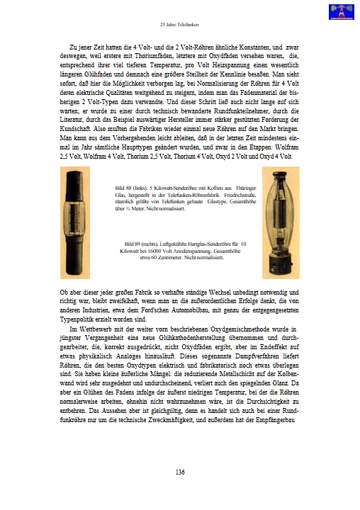 25 Jahre Telefunken
Zu jener Zeit hatten die 4 Volt- und die 2 Volt-Röhren ähnliche Konstanten, und zwar
deswegen, weil erstere mit Thoriumfäden, letztere mit Oxydfäden versehen waren, die,
entsprechend ihrer viel tieferen Temperatur, pro Volt Heizspannung einen wesentlich
längeren Glühfaden und demnach eine größere Steilheit der Kennlinie besaßen. Man sieht
sofort, daß hier die Möglichkeit verborgen lag, bei Normalisierung der Röhren für 4 Volt
deren elektrische Qualitäten weitgehend zu steigern, indem man das Fadenmaterial der bis-
herigen 2 Volt-Typen dazu verwandte. Und dieser Schritt ließ auch nicht lange auf sich
warten; er wurde zu einer durch technisch bewanderte Rundfunkteilnehmer, durch die
Literatur, durch das Beispiel auswärtiger Hersteller immer stärker gestützten Forderung der
Kundschaft. Also mußten die Fabriken wieder einmal neue Röhren auf den Markt bringen.
Man kann aus dem Vorhergehenden leicht ableiten, daß in der letzten Zeit mindestens ein-
mal im Jahr sämtliche Haupttypen geändert wurden, und zwar in den Etappen: Wolfram
2,5 Volt, Wolfram 4 Volt, Thorium 2,5 Volt, Thorium 4 Volt, Oxyd 2 Volt und Oxyd 4 Volt.
Bild 88 (links). 5 Kilowatt-Senderöhre mit Kolben aus Thüringer
Glas, hergestellt in der Telefunken-Röhrenfabrik Friedrichstraße,
räumlich größte von Telefunken gebaute Glastype. Gesamthöhe
Meter. Nicht normalisiert.
Bild 89 (rechts). Luftgekühlte Hartglas-Senderöhre für 10
Kilowatt bei 16000 Volt Anodenspannung. Gesamthöhe
etwa 60 Zentimeter. Nicht normalisiert.
Ob aber dieser jeder großen Fabrik so verhaßte ständige Wechsel unbedingt notwendig und
richtig war, bleibt zweifelhaft, wenn man an die außerordentlichen Erfolge denkt, die von
anderen Industrien, etwa dem Ford'schen Automobilbau, mit genau der entgegengesetzten
Typenpolitik erzielt worden sind.
Im Wettbewerb mit der weiter vorn beschriebenen Oxydgemischmethode wurde in
jüngster Vergangenheit eine neue Glühkathodenherstellung übernommen und durch-
gearbeitet, die, korrekt ausgedrückt, nicht Oxydfäden ergibt, aber im Endeffekt auf
etwas physikalisch Analoges hinausläuft. Dieses sogenannte Dampfverfahren liefert
Röhren, die den besten Oxydtypen elektrisch und fabrikatorisch noch etwas überlegen
sind. Sie haben kleine äußerliche Mängel: die reduzierende Metallschicht auf der Kolben-
wand wird sehr ausgedehnt und undurchscheinend, verliert auch den spiegelnden Glanz. Da
aber ein Glühen des Fadens infolge der äußerst niedrigen Temperatur, bei der die Röhren
normalerweise arbeiten, ohnehin nicht wahrzunehmen wäre, ist die Durchsichtigkeit zu
entbehren. Das Aussehen aber ist gleichgültig, denn es handelt sich auch bei einer Rund-
funkröhre nur um die technische Zweckmäßigkeit, und außerdem hat der Empfängerbau
136